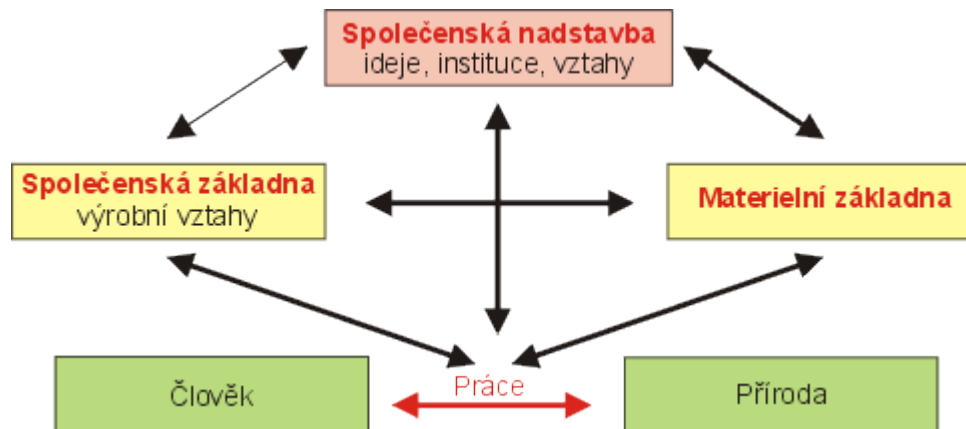 Společenská nadstavba
ideje, instituce, vztahy
Společenská základna
výrobní vztahy
Materielní základna
Práce
Člověk
Příroda